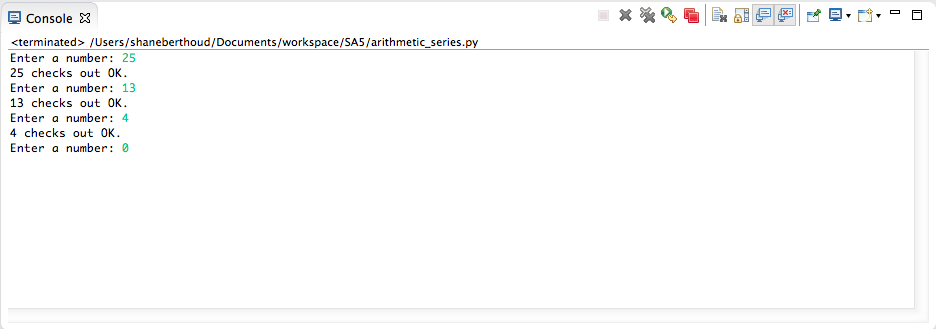 Console
<terminated> /Users/shaneberthoud/Documents/workspace/SA5/arithmetic_series.py
Enter a number: 25
25 checks out OK.
Enter a number: 13
13 checks out OK.
Enter a number: 4
4 checks out OK.
Enter a number: 0